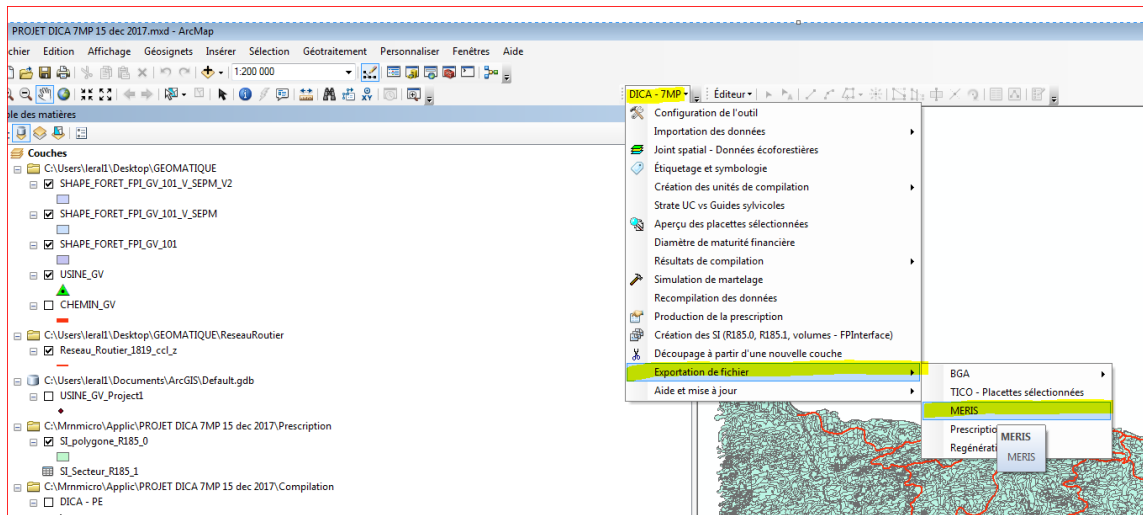 PROJET DICA 7MP 15 dec 2017.mxd - ArcMap
chier Edition Affichage Géosignets Insérer Sélection Géotraitement Personnaliser Fenêtres Aide
1:200 000
DICA - 7MP
Éditeur
ble des matières
Couches
C:\Users\leral1\Desktop\GEOMATIQUE
SHAPE_FORET_FPI_GV_101_V_SEPM_V2
SHAPE_FORET_FPI_GV_101_V_SEPM
SHAPE_FORET_FPI_GV_101
USINE_GV
CHEMIN_GV
C:\Users\leral1\Desktop\GEOMATIQUE\ReseauRoutier
Reseau_Routier_1819_ccl_z
C:\Users\leral1\Documents\ArcGIS\Default.gdb
USINE_GV_Project1
C:\Mrnmicro\Applic\PROJET DICA 7MP 15 dec 2017\Prescription
SI_polygone_R185_0
SI_Secteur_R185_1
C:\Mrnmicro\Applic\PROJET DICA 7MP 15 dec 2017\Compilation
DICA - PE
Configuration de l'outil
Importation des données
Joint spatial - Données écoforestières
Étiquetage et symbologie
Création des unités de compilation
Strate UC vs Guides sylvicoles
Aperçu des placettes sélectionnées
Diamètre de maturité financière
Résultats de compilation
Simulation de martelage
Recompilation des données
Production de la prescription
Création des SI (R185.0, R185.1, volumes - FPInterface)
Découpage à partir d'une nouvelle couche
Exportation de fichier
Aide et mise à jour
BGA
TICO - Placettes sélectionnées
MERIS
Prescriptio
Regénérati
MERIS
MERIS